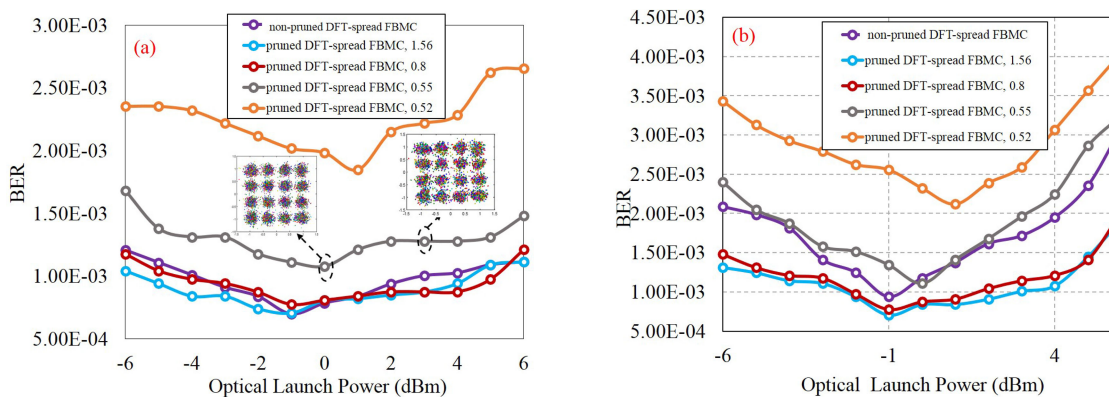 3.00E-03
2.50E-03
2.00E-03
1.50E-03
1.00E-03
5.00E-04
BER
(a)
non-pruned DFT-spread FBMC
pruned DFT-spread FBMC, 1.56
pruned DFT-spread FBMC, 0.8
pruned DFT-spread FBMC, 0.55
pruned DFT-spread FBMC, 0.52
-6 -4 -2 0 2 4 6
Optical Launch Power (dBm)
4.50E-03
4.00E-03
3.50E-03
3.00E-03
2.50E-03
2.00E-03
1.50E-03
1.00E-03
5.00E-04
BER
(b)
non-pruned DFT-spread FBMC
pruned DFT-spread FBMC, 1.56
pruned DFT-spread FBMC, 0.8
pruned DFT-spread FBMC, 0.55
pruned DFT-spread FBMC, 0.52
-6 -1 4
Optical Launch Power (dBm)